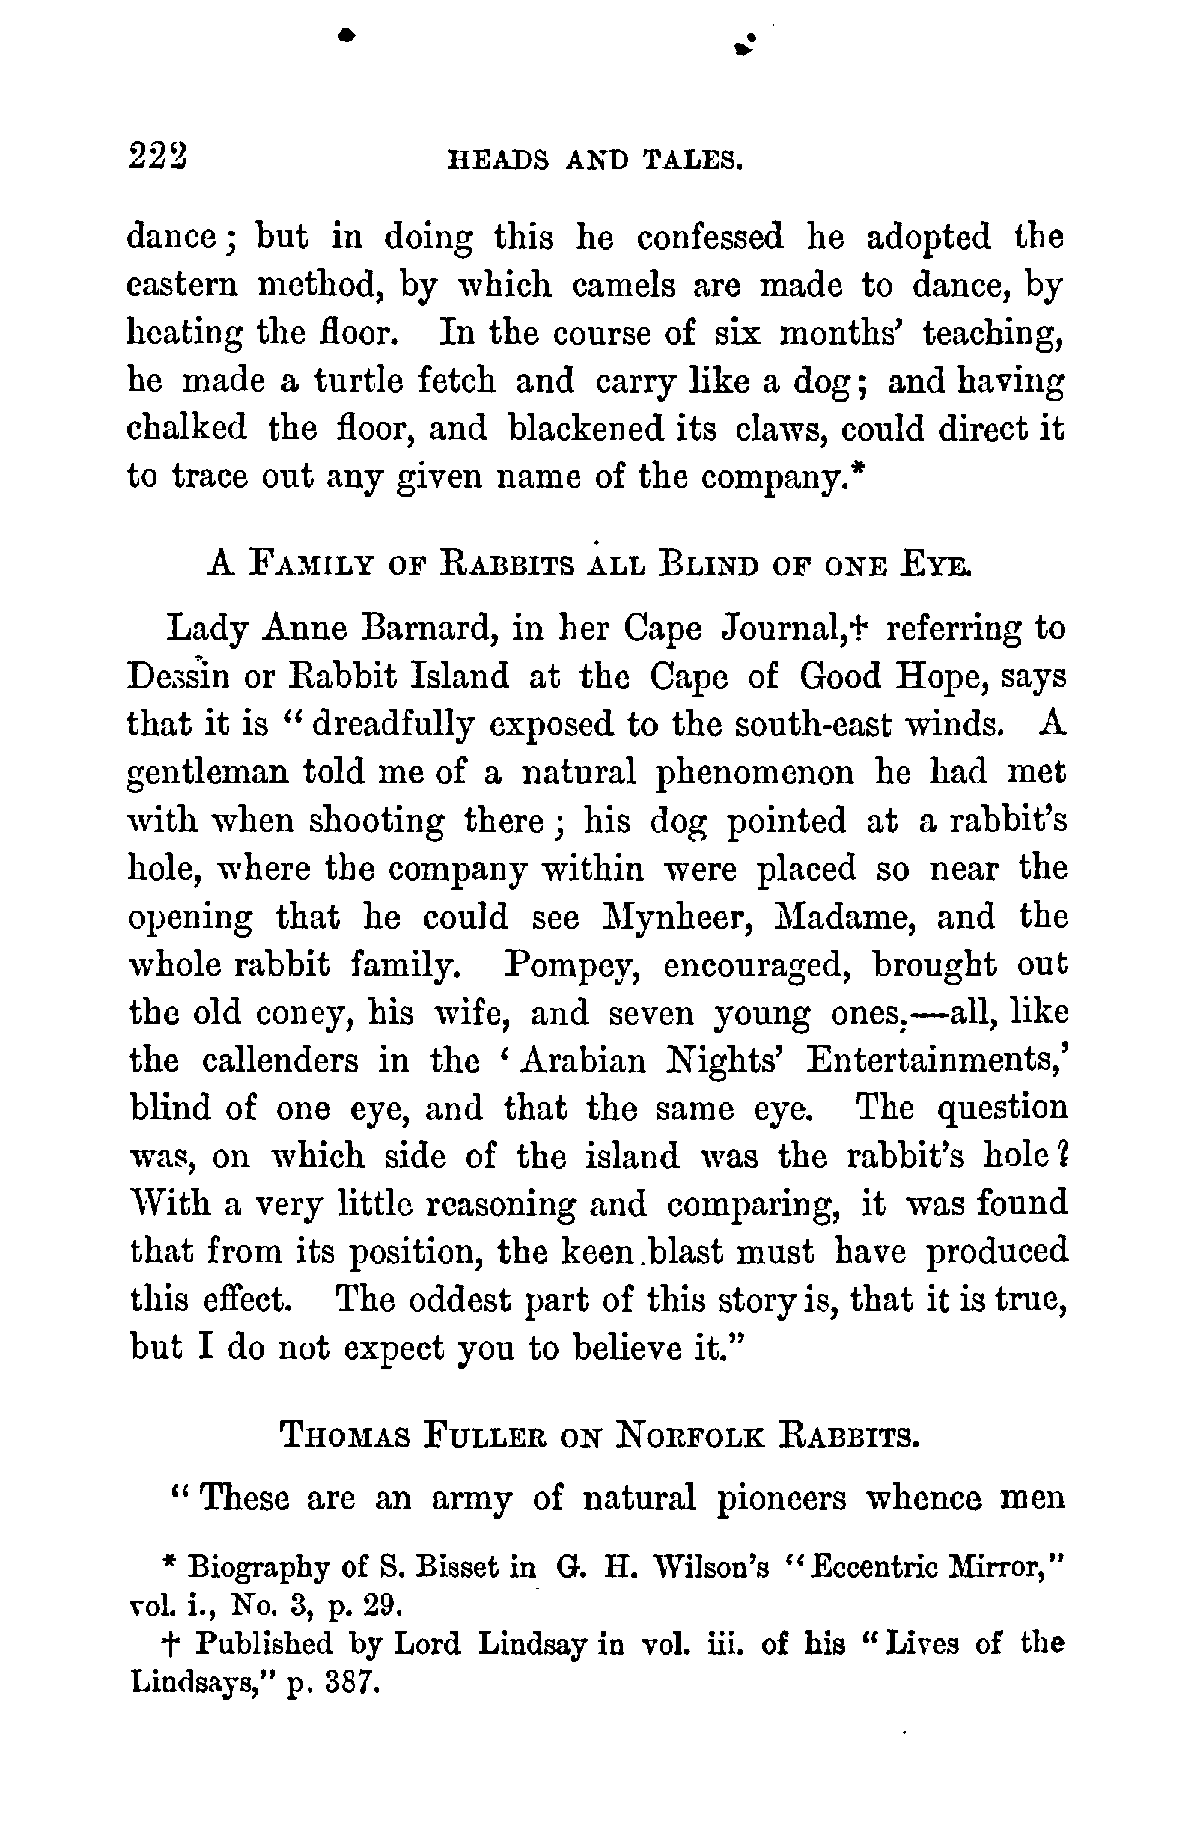 222 HEADS AND TALES.
dance; but in doing this he confessed he adopted the
eastern method, by which camels are made to dance, by
heating the floor. In the course of six months' teaching,
he made a turtle fetch and carry like a dog; and having
chalked the floor, and blackened its claws, could direct it
to trace out any given name of the company.*
A FAMILY OF RABBITS ALL BLIND OF ONE EYE.
Lady Anne Barnard, in her Cape Journal,† referring to
Dessin or Rabbit Island at the Cape of Good Hope, says
that it is “ dreadfully exposed to the south-east winds. A
gentleman told me of a natural phenomenon he had met
with when shooting there; his dog pointed at a rabbit's
hole, where the company within were placed so near the
opening that he could see Mynheer, Madame, and the
whole rabbit family. Pompey, encouraged, brought out
the old coney, his wife, and seven young ones;—all, like
the callenders in the ‘ Arabian Nights' Entertainments,’
blind of one eye, and that the same eye. The question
was, on which side of the island was the rabbit's hole?
With a very little reasoning and comparing, it was found
that from its position, the keen blast must have produced
this effect. The oddest part of this story is, that it is true,
but I do not expect you to believe it.”
THOMAS FULLER ON NORFOLK RABBITS.
“ These are an army of natural pioneers whence men
* Biography of S. Bisset in G. H. Wilson's “ Eccentric Mirror,”
vol. i., No. 3, p. 29.
† Published by Lord Lindsay in vol. iii. of his “ Lives of the
Lindsays,” p. 387.